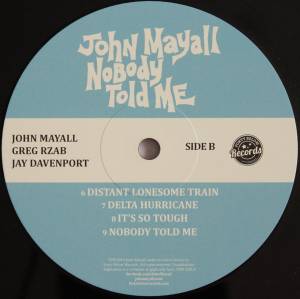 John Mayall
Nobody
Told Me
JOHN MAYALL
GREG RZAB
JAY DAVENPORT
SIDE B
Records
6 DISTANT LONESOME TRAIN
7 DELTA HURRICANE
8 IT'S SO TOUGH
9 NOBODY TOLD ME